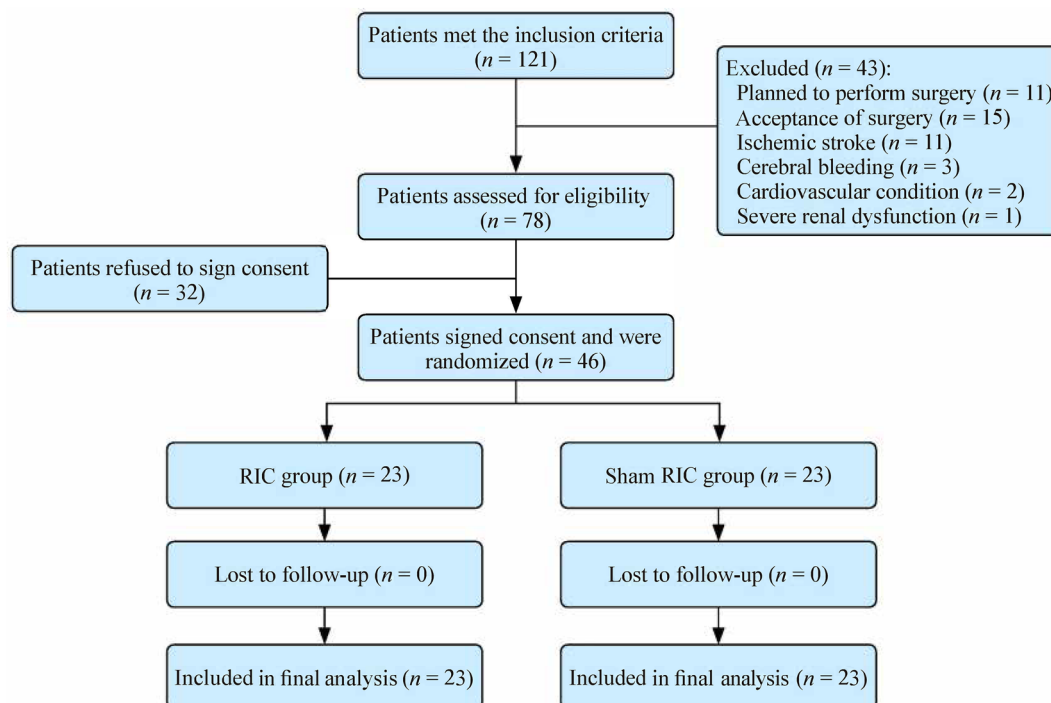 Patients met the inclusion criteria
(n = 121)
Excluded (n = 43):
Planned to perform surgery (n = 11)
Acceptance of surgery (n = 15)
Ischemic stroke (n = 11)
Cerebral bleeding (n = 3)
Cardiovascular condition (n = 2)
Severe renal dysfunction (n = 1)
Patients assessed for eligibility
(n = 78)
Patients refused to sign consent
(n = 32)
Patients signed consent and were
randomized (n = 46)
RIC group (n = 23)
Sham RIC group (n = 23)
Lost to follow-up (n = 0)
Lost to follow-up (n = 0)
Included in final analysis (n = 23)
Included in final analysis (n = 23)